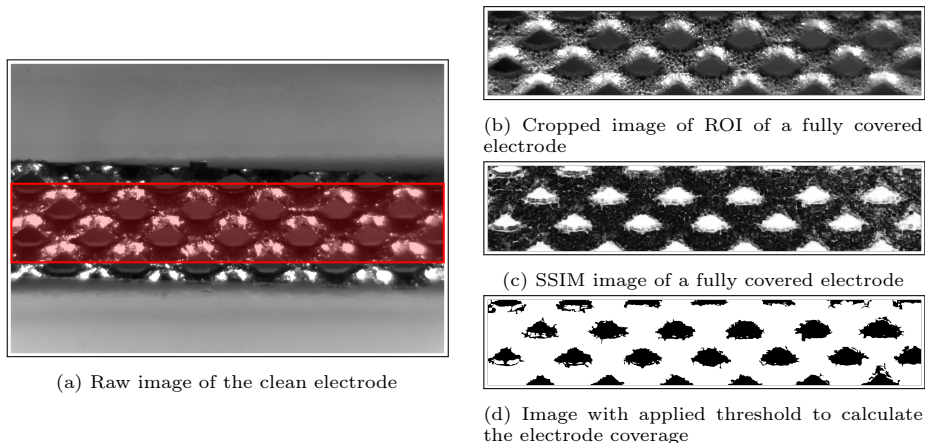 (a) Raw image of the clean electrode
(b) Cropped image of ROI of a fully covered
electrode
(c) SSIM image of a fully covered electrode
(d) Image with applied threshold to calculate
the electrode coverage